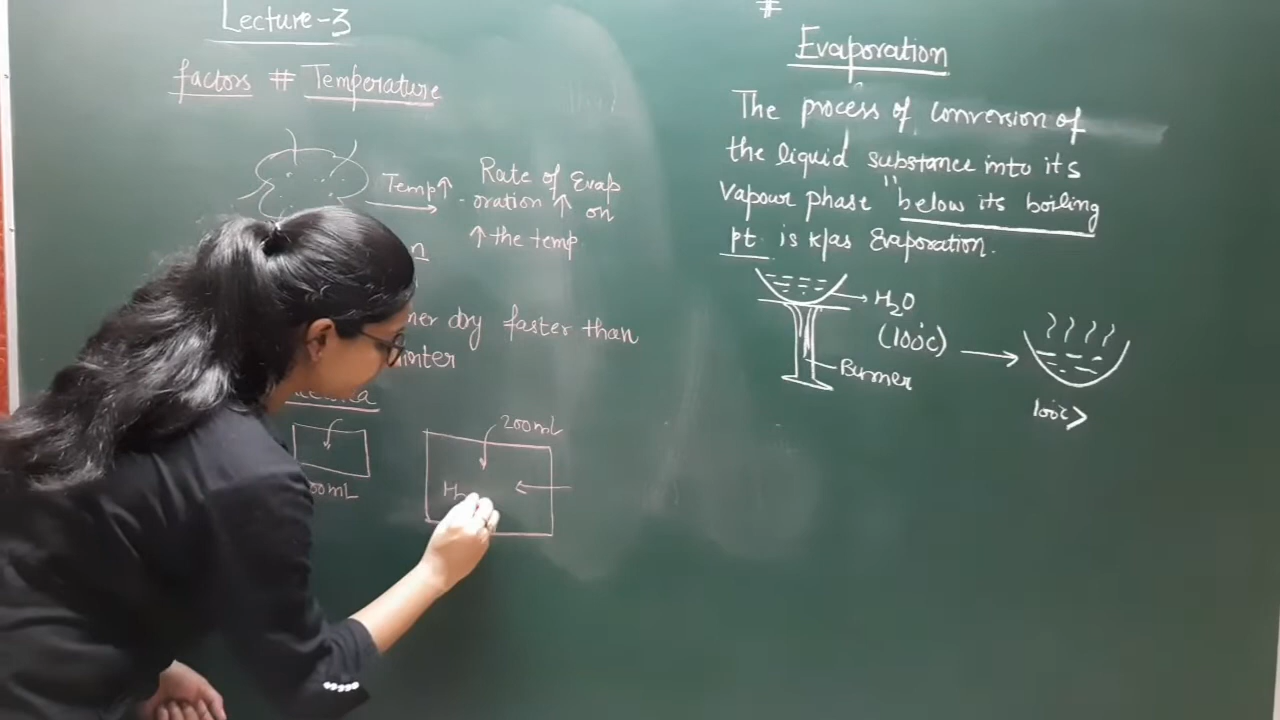 Lecture-3
factors # Temperature
Temp↑
Rate of Evap
oration ↑ on
↑ the temp
dry faster than
200mL
H
#
Evaporation
The process of conversion of
the liquid substance into its
Vapour phase "below its boiling
pt. is k/as Evaporation.
H2O
(100°C)
Burner
100°C>